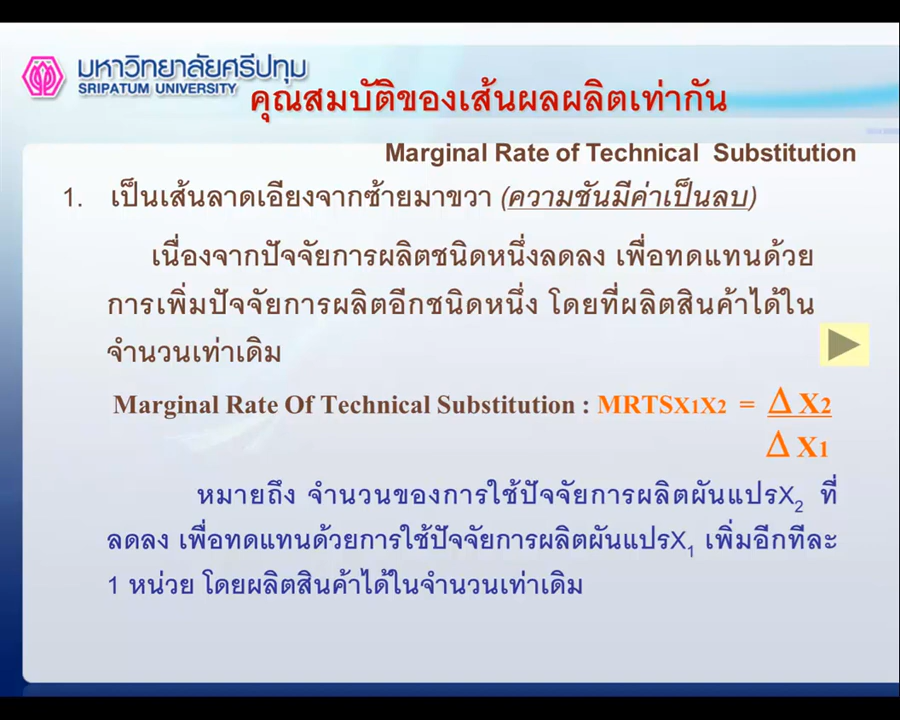 มหาวิทยาลัยศรีปทุม
SRIPATUM UNIVERSITY
คุณสมบัติของเส้นผลผลิตเท่ากัน
Marginal Rate of Technical Substitution
1. เป็นเส้นลาดเอียงจากซ้ายมาขวา (ความชันมีค่าเป็นลบ)
เนื่องจากปัจจัยการผลิตชนิดหนึ่งลดลง เพื่อทดแทนด้วย
การเพิ่มปัจจัยการผลิตอีกชนิดหนึ่ง โดยที่ผลิตสินค้าได้ใน
จำนวนเท่าเดิม
Marginal Rate Of Technical Substitution : MRTSX1X2 = Δ X2
Δ X1
หมายถึง จำนวนของการใช้ปัจจัยการผลิตผันแปรX2 ที่
ลดลง เพื่อทดแทนด้วยการใช้ปัจจัยการผลิตผันแปรX1 เพิ่มอีกทีละ
1 หน่วย โดยผลิตสินค้าได้ในจำนวนเท่าเดิม